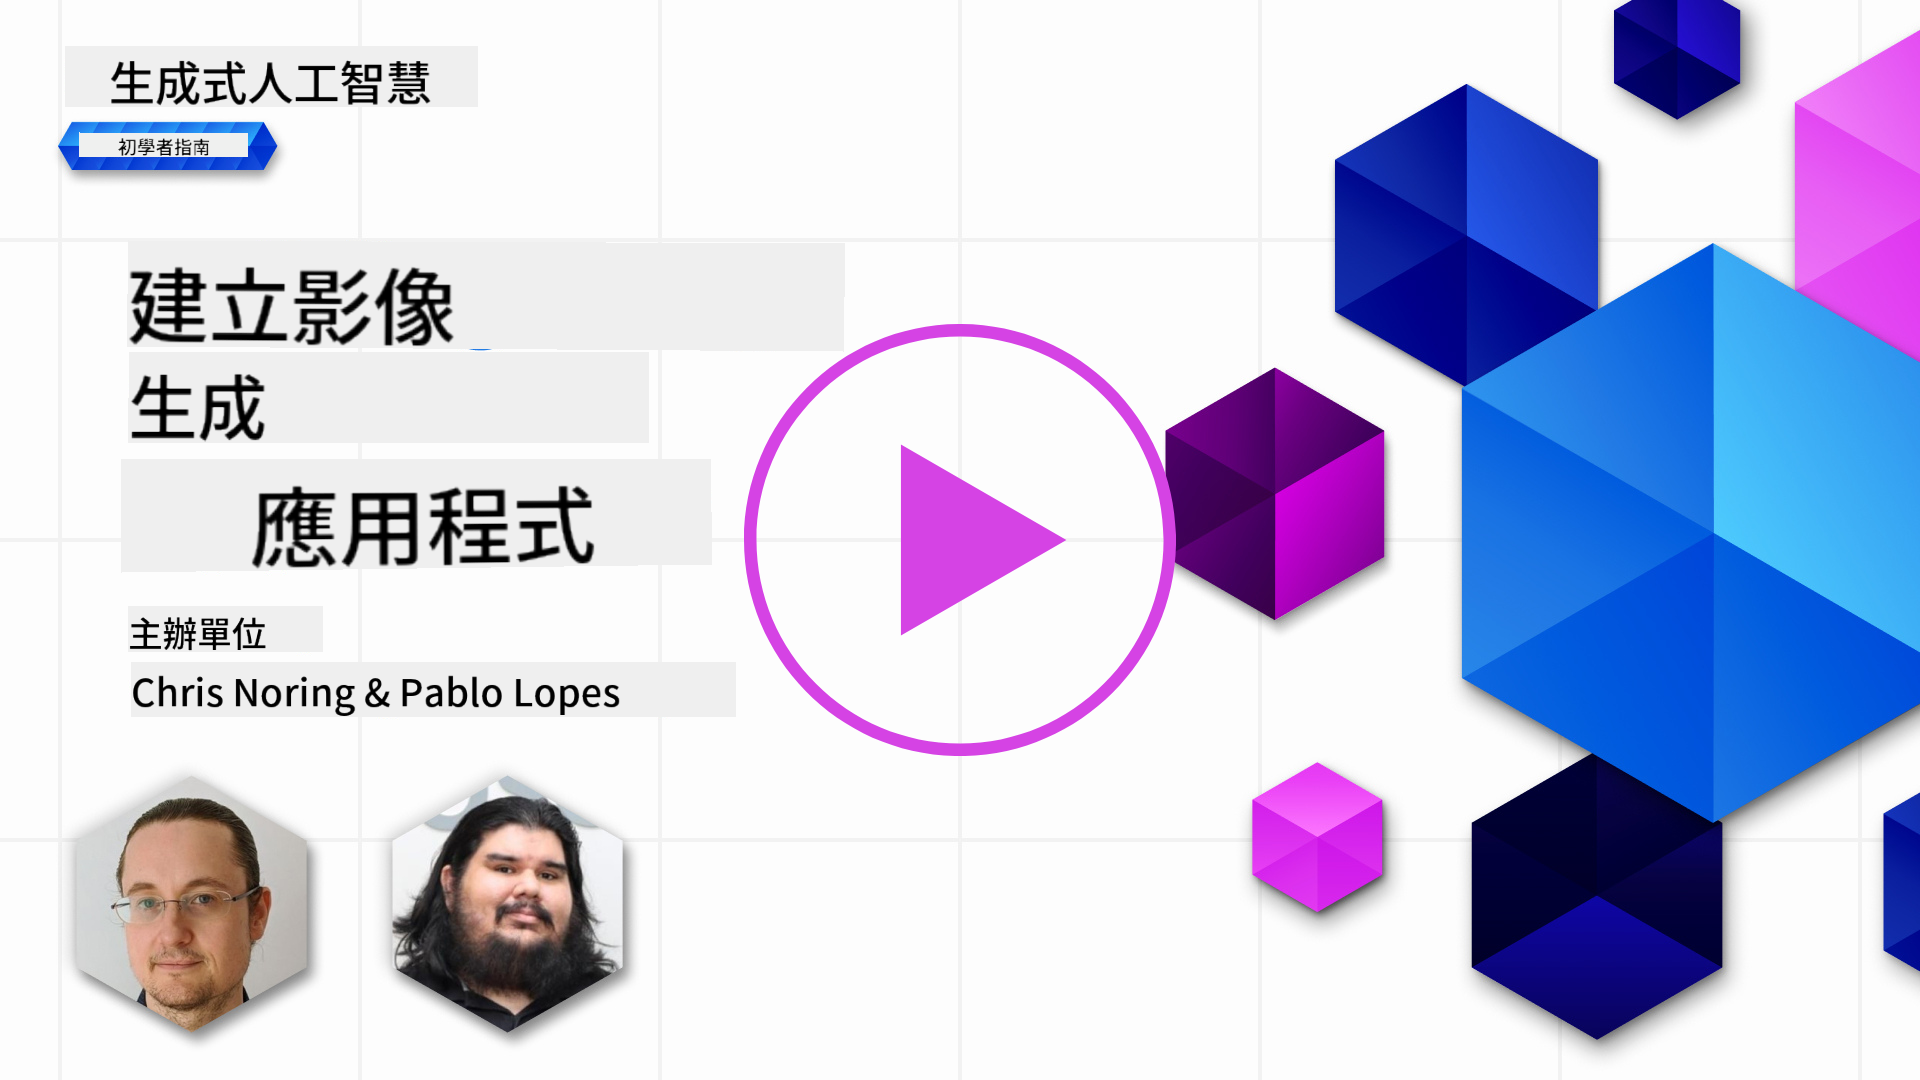 生成式人工智慧
初學者指南
建立影像
生成
應用程式
主辦單位
Chris Noring & Pablo Lopes